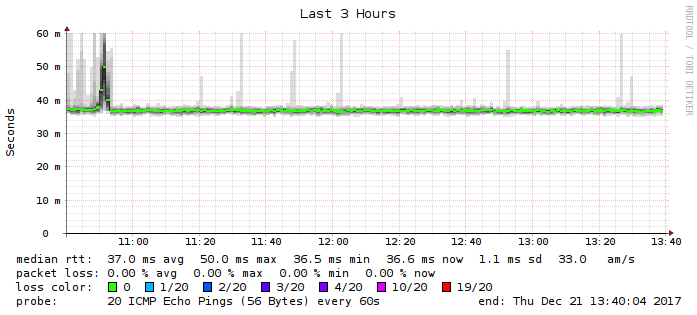 Last 3 Hours
RRDTOOL / TOBI OETIKER
Seconds
60 m
50 m
40 m
30 m
20 m
10 m
0
11:00 11:20 11:40 12:00 12:20 12:40 13:00 13:20 13:40
median rtt: 37.0 ms avg 50.0 ms max 36.5 ms min 36.6 ms now 1.1 ms sd 33.0 am/s
packet loss: 0.00 % avg 0.00 % max 0.00 % min 0.00 % now
loss color: 0 1/20 2/20 3/20 4/20 10/20 19/20
probe: 20 ICMP Echo Pings (56 Bytes) every 60s end: Thu Dec 21 13:40:04 2017